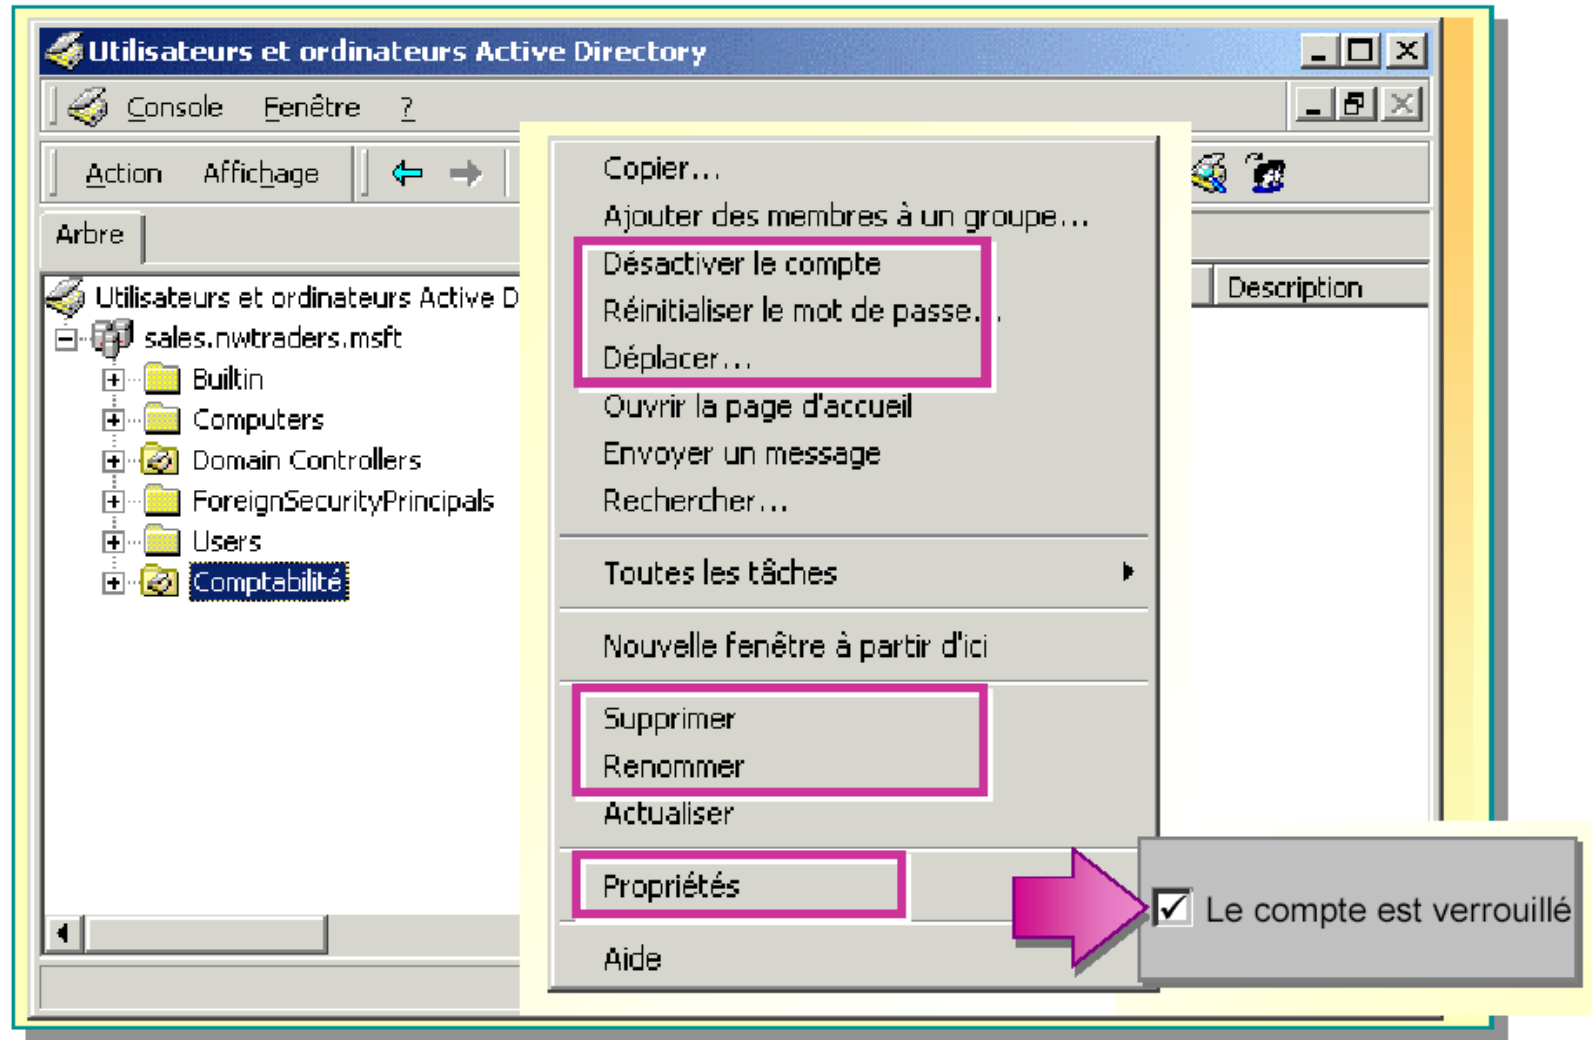 Utilisateurs et ordinateurs Active Directory
Console Fenêtre ?
Action Affichage
Arbre
Description
Utilisateurs et ordinateurs Active D
sales.nwtraders.msft
Builtin
Computers
Domain Controllers
ForeignSecurityPrincipals
Users
Comptabilité
Copier...
Ajouter des membres à un groupe...
Désactiver le compte
Réinitialiser le mot de passe...
Déplacer...
Ouvrir la page d'accueil
Envoyer un message
Rechercher...
Toutes les tâches
Nouvelle fenêtre à partir d'ici
Supprimer
Renommer
Actualiser
Propriétés
Aide
Le compte est verrouillé